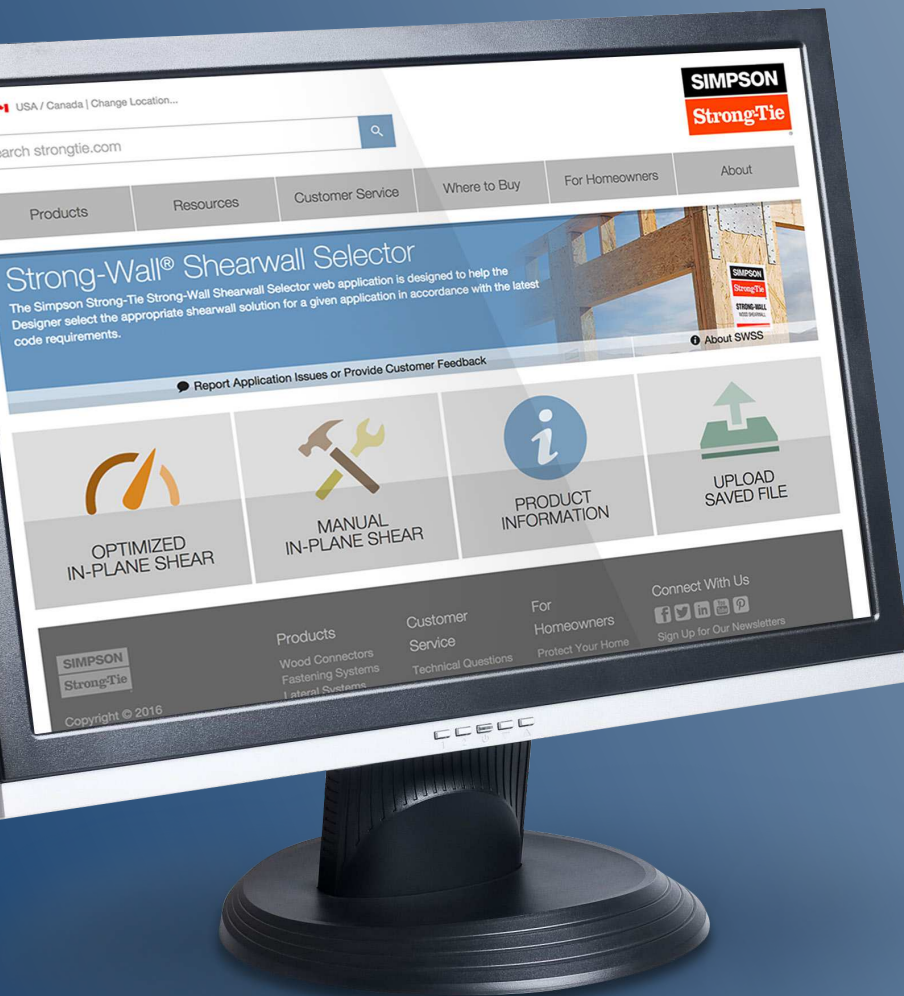 USA / Canada | Change Location...
SIMPSON
Strong-Tie
search strongtie.com
Products
Resources
Customer Service
Where to Buy
For Homeowners
About
Strong-Wall® Shearwall Selector
The Simpson Strong-Tie Strong-Wall Shearwall Selector web application is designed to help the
Designer select the appropriate shearwall solution for a given application in accordance with the latest
code requirements.
SIMPSON
Strong-Tie
STRONG-WALL
WOOD SHEARWALL
Report Application Issues or Provide Customer Feedback
About SWSS
OPTIMIZED
IN-PLANE SHEAR
MANUAL
IN-PLANE SHEAR
PRODUCT
INFORMATION
UPLOAD
SAVED FILE
SIMPSON
Strong-Tie
Copyright © 2016
Products
Wood Connectors
Fastening Systems
Lateral Systems
Customer
Service
Technical Questions
For
Homeowners
Protect Your Home
Connect With Us
Sign Up for Our Newsletters